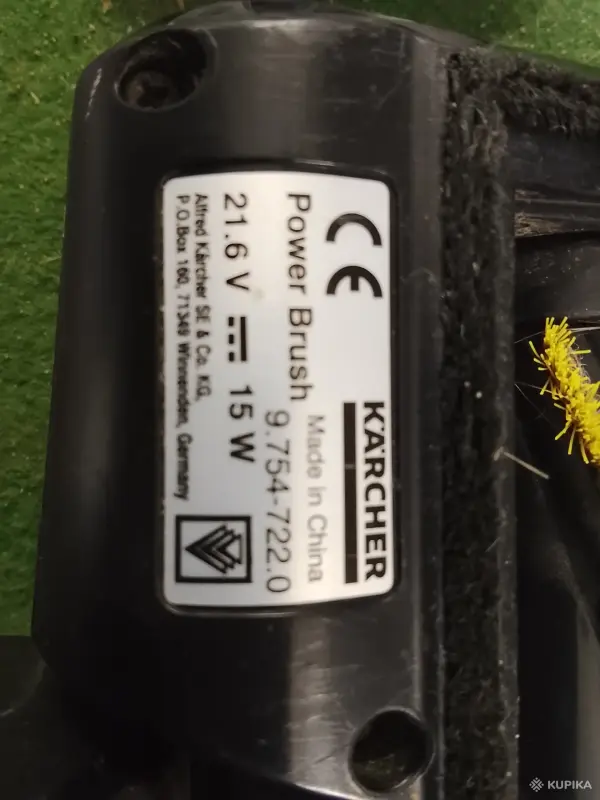 CE
KÄRCHER
Made in China
Power Brush 9.754-722.0
21.6 V ⎓ 15 W
Alfred Kärcher SE & Co. KG,
P.O.Box 160, 71349 Winnenden, Germany
KUPIKA